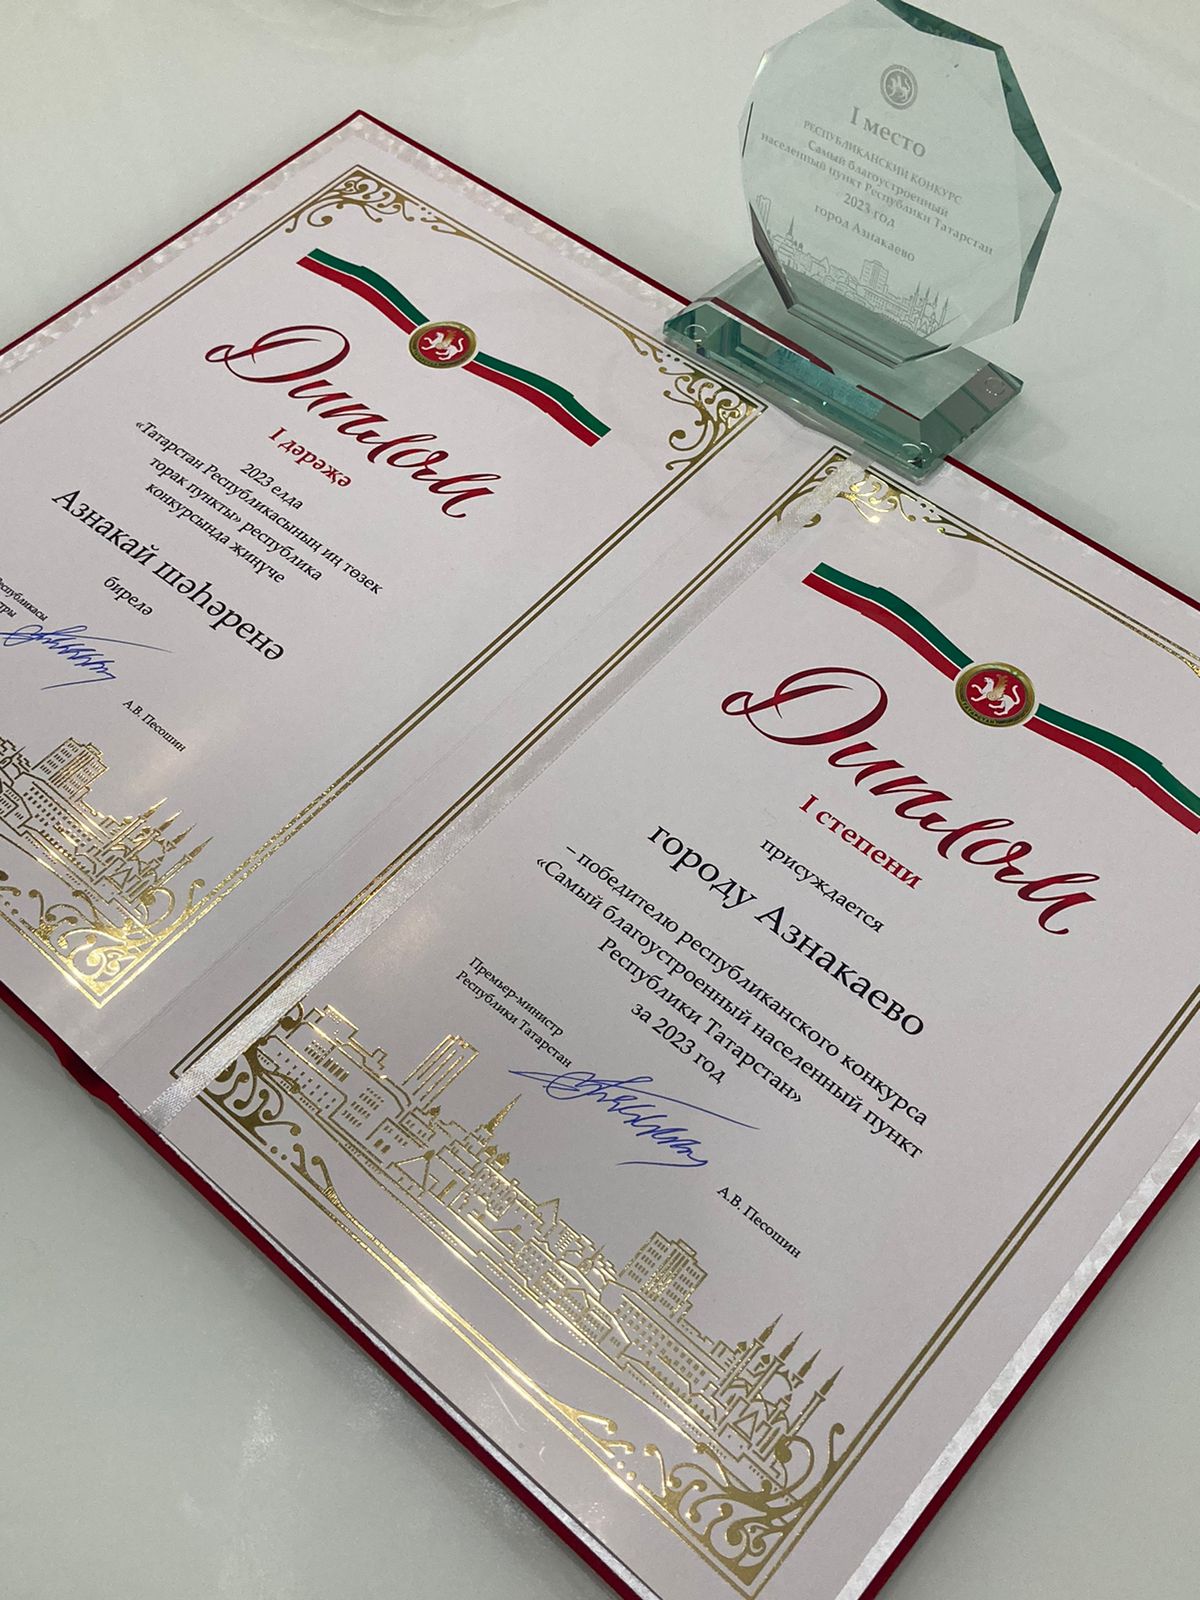 I место
РЕСПУБЛИКАНСКИЙ КОНКУРС
Самый благоустроенный
населенный пункт Республики Татарстан
2023 год
город Азнакаево
Диплом
I дәрәҗә
2023 елда
«Татарстан Республикасының иң төзек
торак пункты» республика
конкурсында җиңүче
Азнакай шәһәренә
бирелә
А.В. Песошин
Диплом
I степени
присуждается
городу Азнакаево
– победителю республиканского конкурса
«Самый благоустроенный населенный пункт
Республики Татарстан»
за 2023 год
Премьер-министр
Республики Татарстан
А.В. Песошин